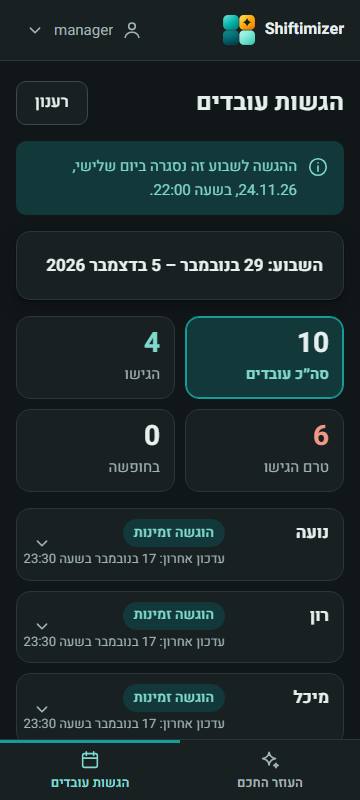 Shiftimizer
manager
הגשות עובדים
רענון
ההגשה לשבוע זה נסגרה ביום שלישי,
24.11.26, בשעה 22:00.
השבוע: 29 בנובמבר – 5 בדצמבר 2026
10
סה״כ עובדים
4
הגישו
6
טרם הגישו
0
בחופשה
נועה
הוגשה זמינות
עדכון אחרון: 17 בנובמבר בשעה 23:30
רון
הוגשה זמינות
עדכון אחרון: 17 בנובמבר בשעה 23:30
מיכל
הוגשה זמינות
עדכון אחרון: 17 בנובמבר בשעה 23:30
העוזר החכם
הגשות עובדים